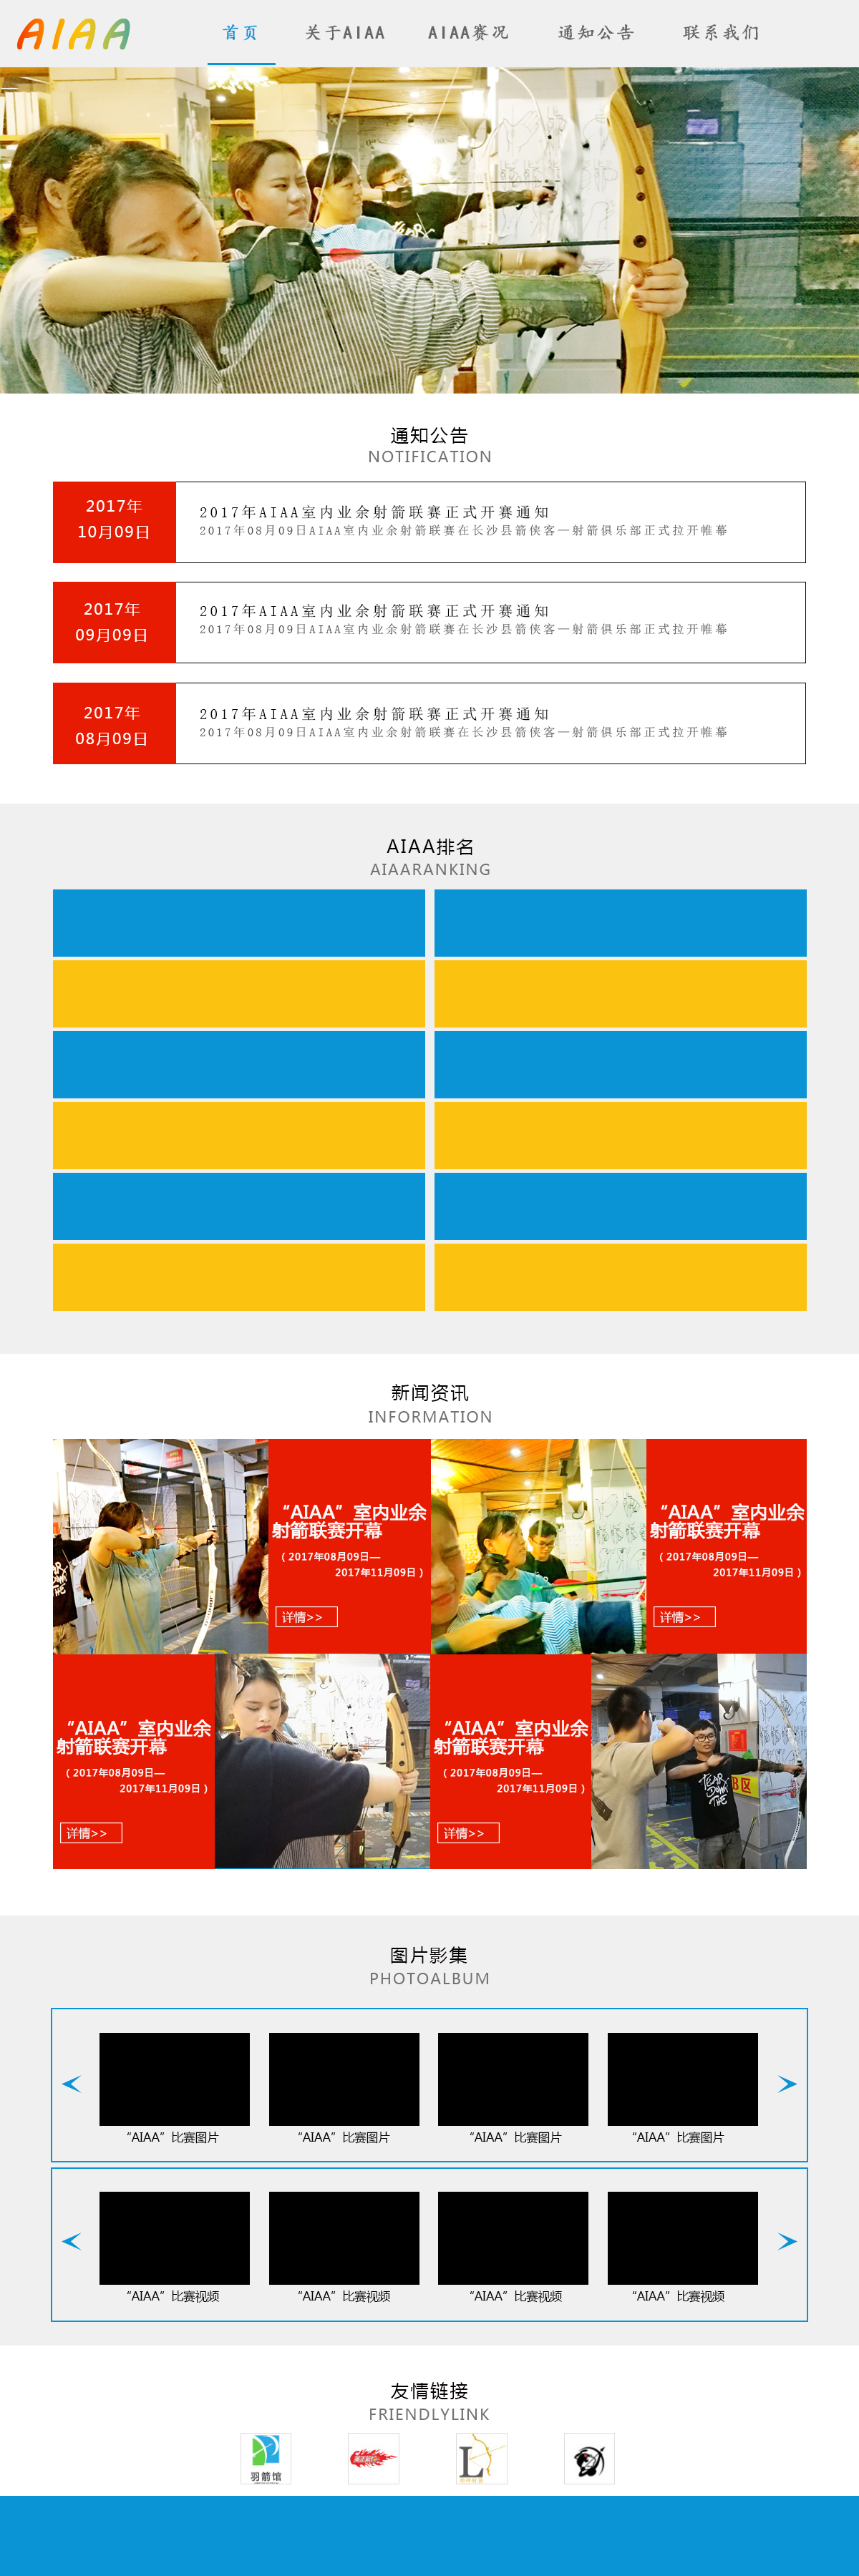 AIAA
首页 关于AIAA AIAA赛况 通知公告 联系我们
通知公告
NOTIFICATION
2017年
10月09日
2017年AIAA室内业余射箭联赛正式开赛通知
2017年08月09日AIAA室内业余射箭联赛在长沙县箭侠客—射箭俱乐部正式拉开帷幕
2017年
09月09日
2017年AIAA室内业余射箭联赛正式开赛通知
2017年08月09日AIAA室内业余射箭联赛在长沙县箭侠客—射箭俱乐部正式拉开帷幕
2017年
08月09日
2017年AIAA室内业余射箭联赛正式开赛通知
2017年08月09日AIAA室内业余射箭联赛在长沙县箭侠客—射箭俱乐部正式拉开帷幕
AIAA排名
AIAARANKING
新闻资讯
INFORMATION
“AIAA”室内业余
射箭联赛开幕
（2017年08月09日—
2017年11月09日）
详情>>
“AIAA”室内业余
射箭联赛开幕
（2017年08月09日—
2017年11月09日）
详情>>
“AIAA”室内业余
射箭联赛开幕
（2017年08月09日—
2017年11月09日）
详情>>
“AIAA”室内业余
射箭联赛开幕
（2017年08月09日—
2017年11月09日）
详情>>
TEAR
DOWN
THE
B区
图片影集
PHOTOALBUM
“AIAA”比赛图片 “AIAA”比赛图片 “AIAA”比赛图片 “AIAA”比赛图片
“AIAA”比赛视频 “AIAA”比赛视频 “AIAA”比赛视频 “AIAA”比赛视频
友情链接
FRIENDLYLINK
羽箭馆
L